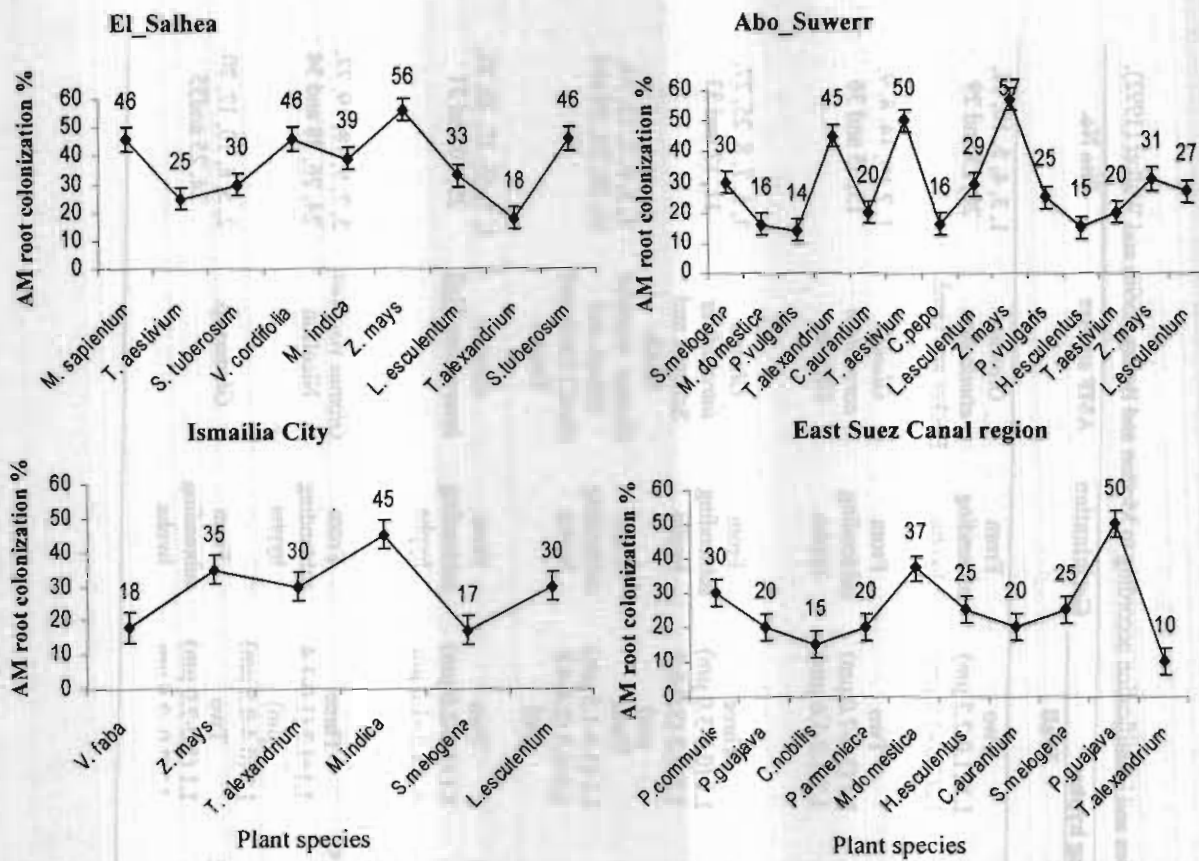 El_Salhea
AM root colonization %
60
50
40
30
20
10
0
46
25
30
46
39
56
33
18
46
M. sapientum
T. aestivium
S. tuberosum
V. cordifolia
M. indica
Z. mays
L. esculentum
T.alexandrium
S.tuberosum
Abo_Suwerr
AM root colonization %
60
50
40
30
20
10
0
30
16
14
45
20
50
16
29
57
25
15
20
31
27
S.melogena
M. domestica
P. vulgaris
T.alexandrium
C. aurantium
T. aestivium
C.pepo
L.esculentum
Z. mays
P. vulgaris
H.esculentus
T.aestivium
Z. mays
L.esculentum
Ismailia City
AM root colonization %
60
50
40
30
20
10
0
18
35
30
45
17
30
V. faba
Z. mays
T. alexandrium
M.indica
S.melogena
L.esculentum
Plant species
East Suez Canal region
AM root colonization %
60
50
40
30
20
10
0
30
20
15
20
37
25
20
25
50
10
P.communis
P.guajava
C.nobilis
P.armeniaca
M.domestica
H.esculentus
C.aurantium
S.melogena
P.guajava
T.alexandrium
Plant species